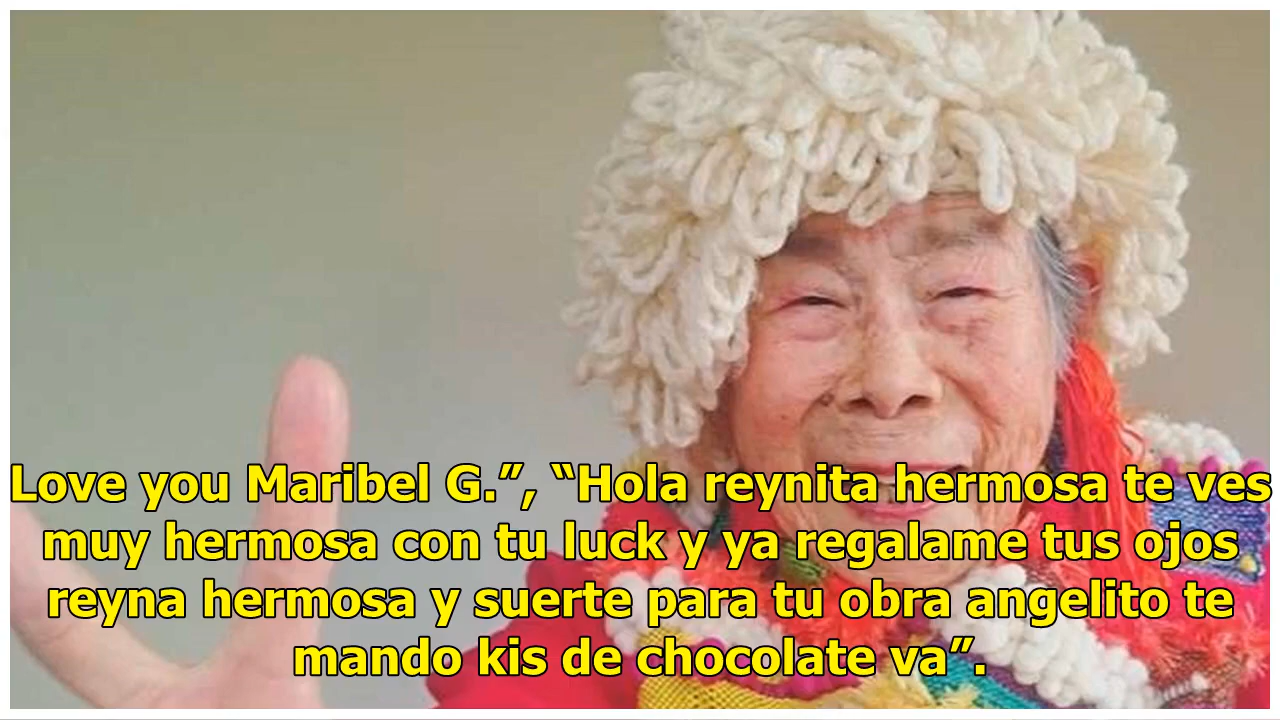 Love you Maribel G.”, “Hola reynita hermosa te ves
muy hermosa con tu luck y ya regalame tus ojos
reyna hermosa y suerte para tu obra angelito te
mando kis de chocolate va”.